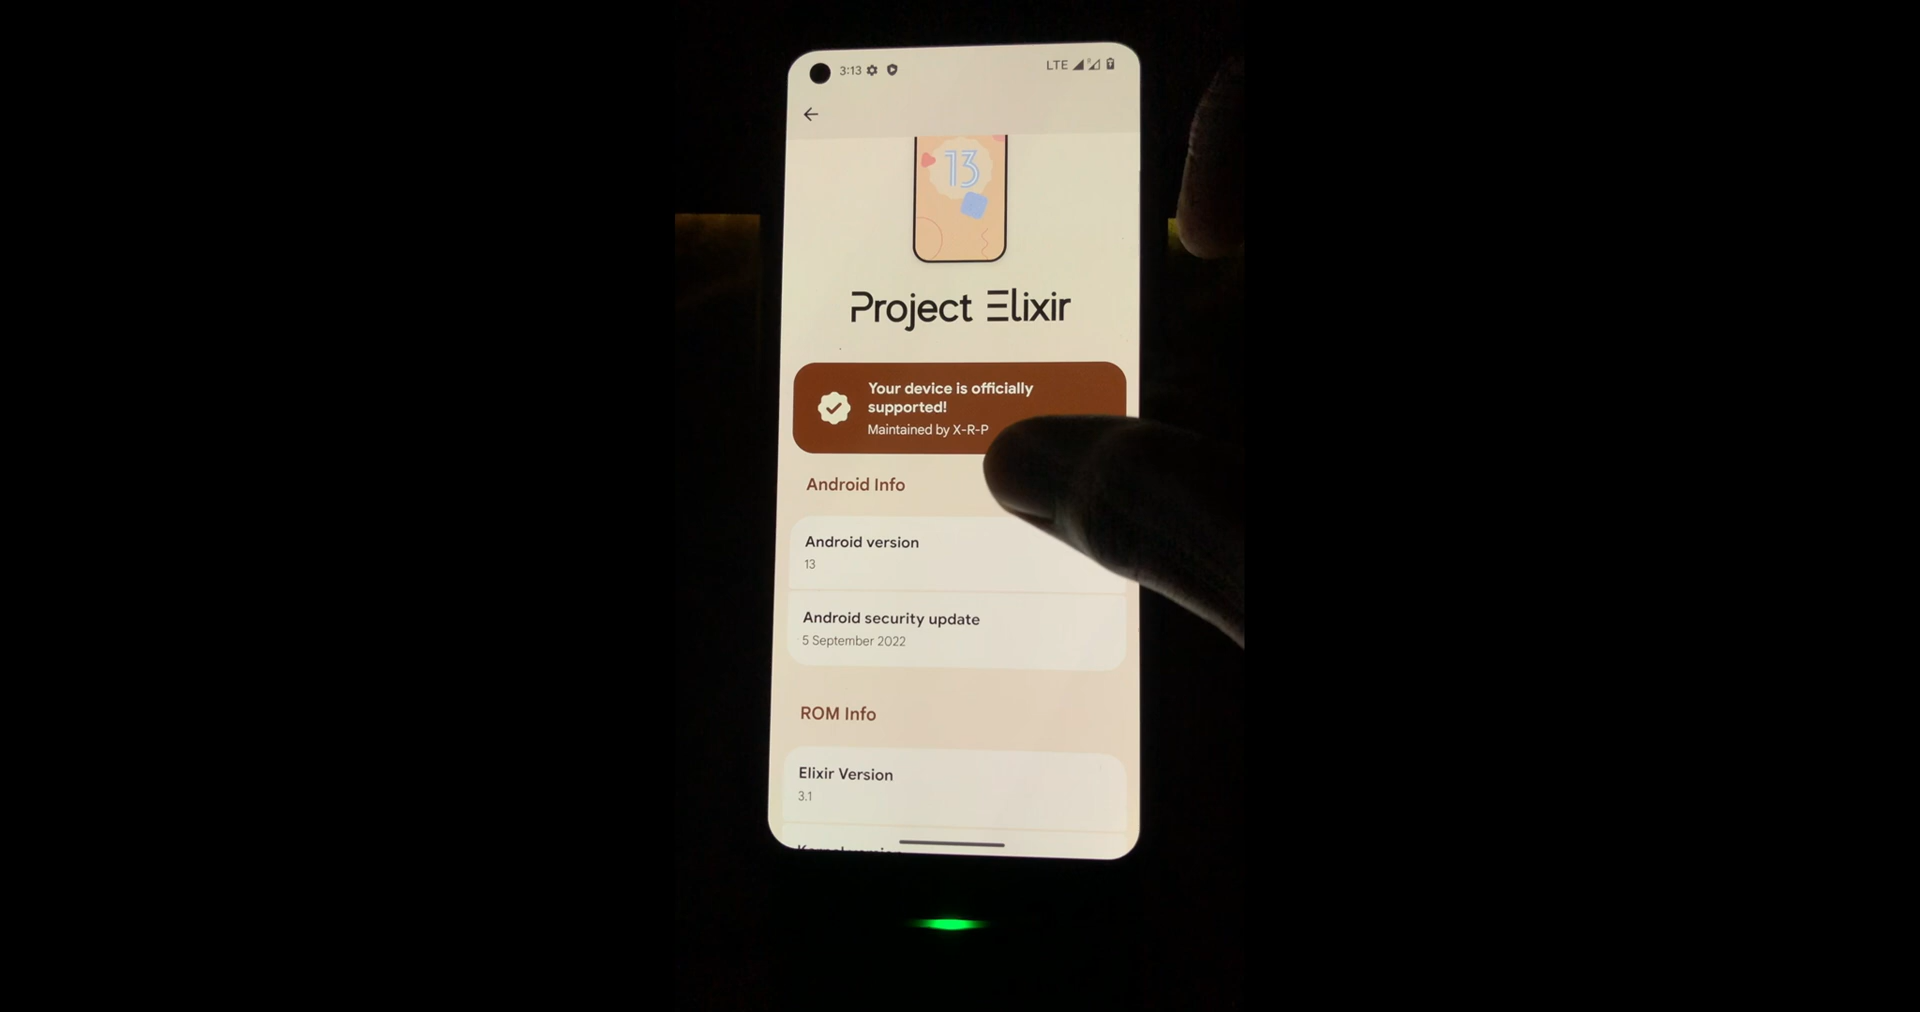 3:13
LTE
13
Project Elixir
Your device is officially
supported!
Maintained by X-R-P
Android Info
Android version
13
Android security update
5 September 2022
ROM Info
Elixir Version
3.1